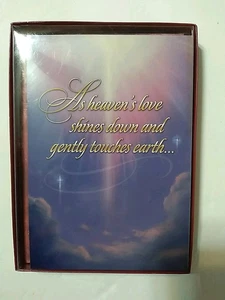 As heaven's love
shines down and
gently touches earth...